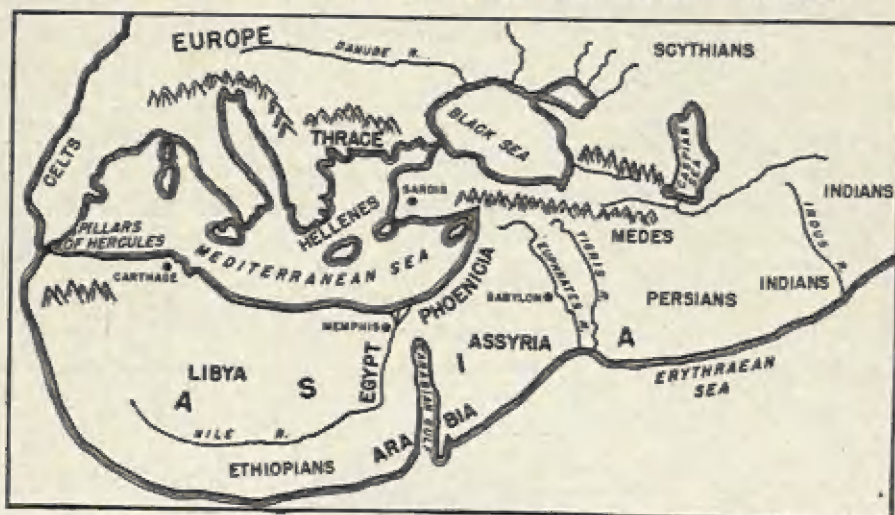 EUROPE
DANUBE R.
SCYTHIANS
CELTS
THRACE
BLACK SEA
CASPIAN
SEA
PILLARS
OF HERCULES
HELLENES
SARDIS
MEDES
INDIANS
INDUS R.
CARTHAGE
MEDITERRANEAN SEA
PHOENICIA
EUPHRATES R.
TIGRIS R.
BABYLON
PERSIANS
INDIANS
MEMPHIS
LIBYA
EGYPT
ASSYRIA
A S I A
ERYTHRAEAN
SEA
NILE R.
ARABIAN GULF
ARA BIA
ETHIOPIANS